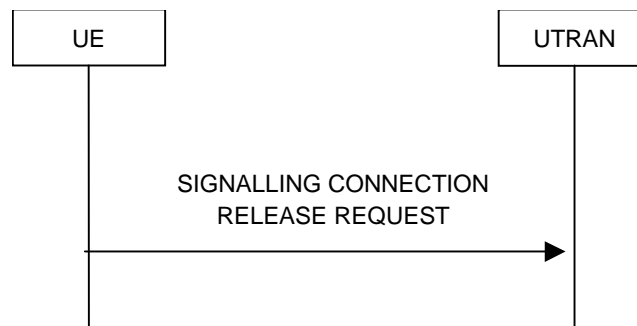 UE
UTRAN
SIGNALLING CONNECTION
RELEASE REQUEST